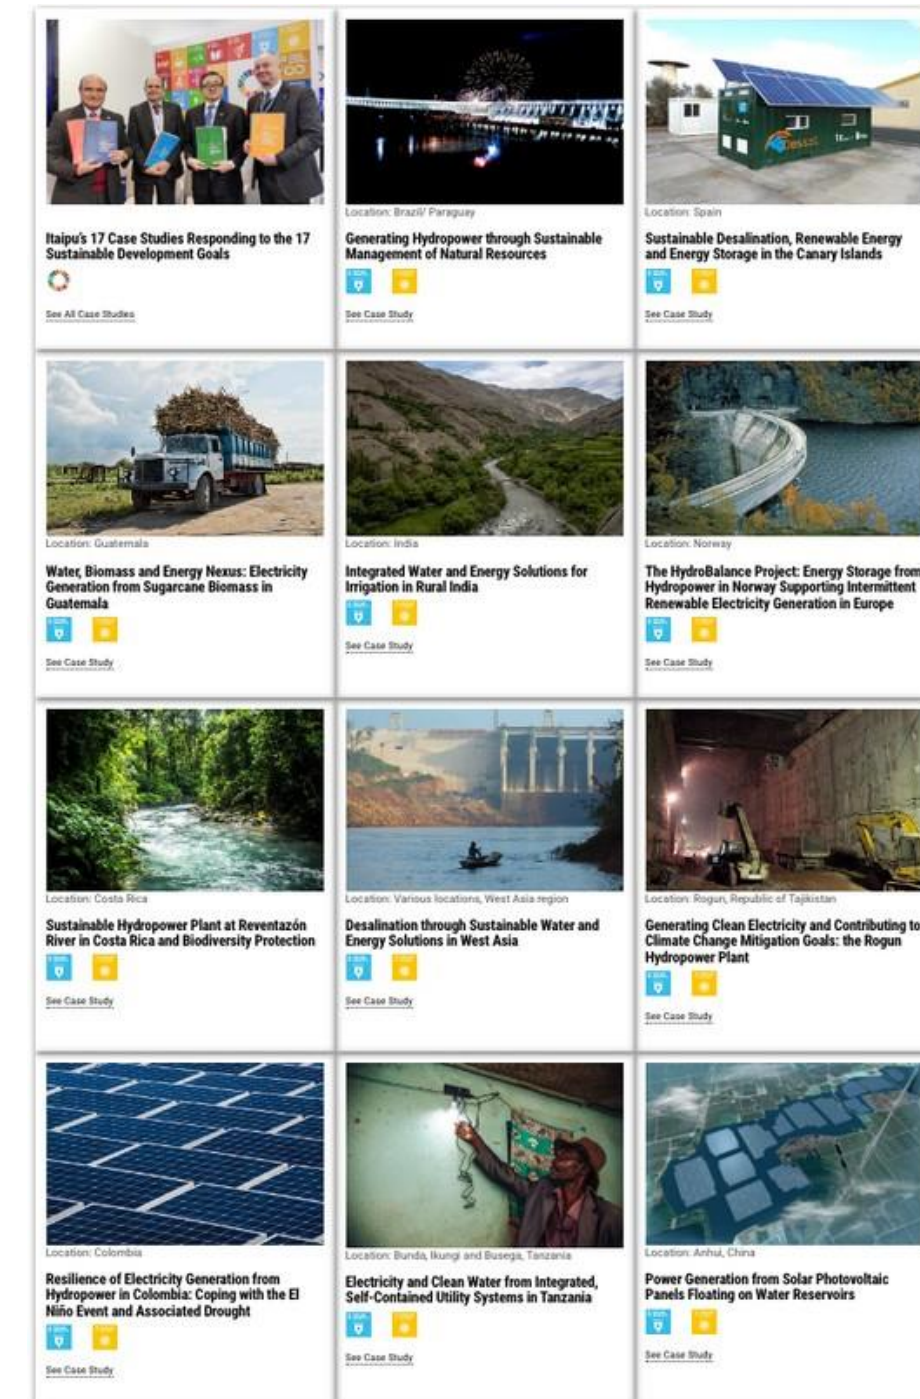 Itaipu's 17 Case Studies Responding to the 17
Sustainable Development Goals
See All Case Studies
Location: Brazil/ Paraguay
Generating Hydropower through Sustainable
Management of Natural Resources
See Case Study
Location: Spain
Sustainable Desalination, Renewable Energy
and Energy Storage in the Canary Islands
See Case Study
Location: Guatemala
Water, Biomass and Energy Nexus: Electricity
Generation from Sugarcane Biomass in
Guatemala
See Case Study
Location: India
Integrated Water and Energy Solutions for
Irrigation in Rural India
See Case Study
Location: Norway
The HydroBalance Project: Energy Storage from
Hydropower in Norway Supporting Intermittent
Renewable Electricity Generation in Europe
See Case Study
Location: Costa Rica
Sustainable Hydropower Plant at Reventazón
River in Costa Rica and Biodiversity Protection
See Case Study
Location: Various locations, West Asia region
Desalination through Sustainable Water and
Energy Solutions in West Asia
See Case Study
Location: Rogun, Republic of Tajikistan
Generating Clean Electricity and Contributing to
Climate Change Mitigation Goals: the Rogun
Hydropower Plant
See Case Study
Location: Colombia
Resilience of Electricity Generation from
Hydropower in Colombia: Coping with the El
Niño Event and Associated Drought
See Case Study
Location: Bunda, Ikungi and Busega, Tanzania
Electricity and Clean Water from Integrated,
Self-Contained Utility Systems in Tanzania
See Case Study
Location: Anhui, China
Power Generation from Solar Photovoltaic
Panels Floating on Water Reservoirs
See Case Study